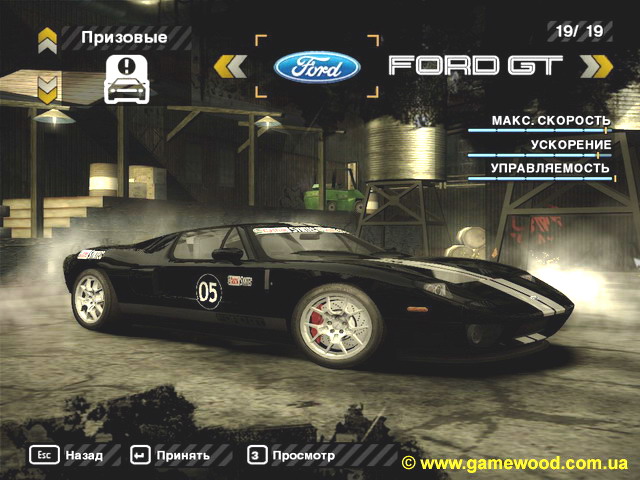 Призовые
19/ 19
Ford
FORD GT
МАКС. СКОРОСТЬ
УСКОРЕНИЕ
УПРАВЛЯЕМОСТЬ
05
Esc Назад
Принять
3 Просмотр
© www.gamewood.com.ua